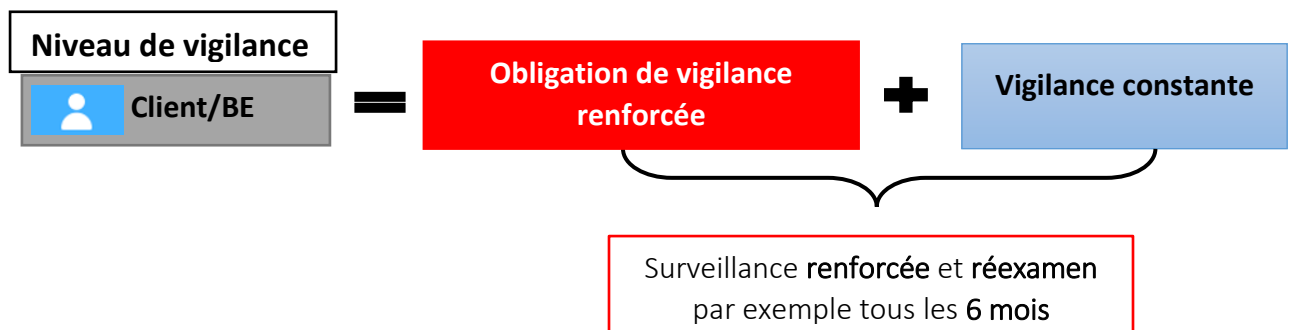 Niveau de vigilance
Client/BE
Obligation de vigilance
renforcée
Vigilance constante
Surveillance renforcée et réexamen
par exemple tous les 6 mois